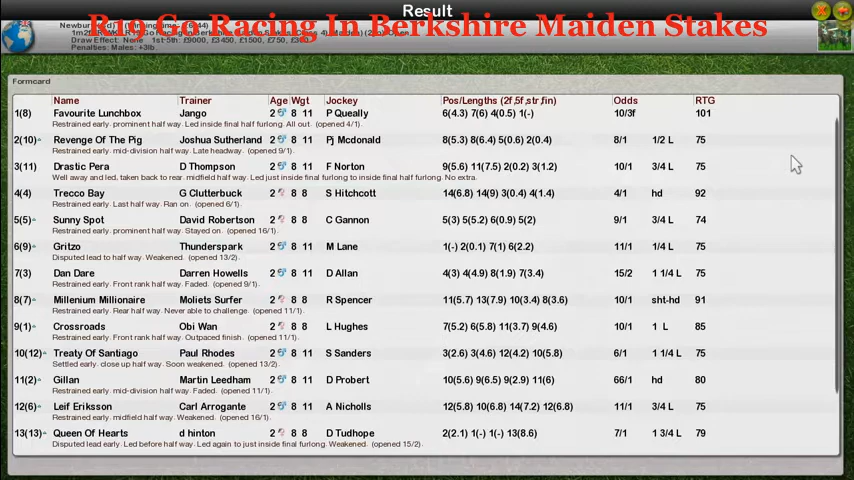 Result
Rtg Go Racing In Berkshire Maiden Stakes
Draw Effect: None 1st-5th: £9000, £3450, £1500, £750, £300
Penalties: Males: +3lb
Formcard
Name Trainer Age Wgt Jockey Pos/Lengths (2f,5f,str,fin) Odds RTG
1(8) Favourite Lunchbox Jango 2 8 11 P Queally 6(4.3) 7(6) 4(0.5) 1(-) 10/3f 101
Restrained early. prominent half way. Led inside final half furlong. All out. (opened 4/1)
2(10) Revenge Of The Pig Joshua Sutherland 2 8 11 Pj Mcdonald 8(5.3) 8(6.4) 5(0.6) 2(0.4) 8/1 1/2 L 75
Restrained early. mid-division half way. Late headway. (opened 9/1)
3(11) Drastic Pera D Thompson 2 8 11 F Norton 9(5.6) 11(7.5) 2(0.2) 3(1.2) 10/1 3/4 L 75
Well away and led, taken back to rear. midfield half way. Led just inside final furlong to inside final half furlong. No extra.
4(4) Trecco Bay G Clutterbuck 2 8 8 S Hitchcott 14(6.8) 14(9) 3(0.4) 4(1.4) 4/1 hd 92
Restrained early. Last half way. Ran on. (opened 6/1)
5(5) Sunny Spot David Robertson 2 8 8 C Gannon 5(3) 5(5.2) 6(0.9) 5(2) 9/1 3/4 L 74
Restrained early. prominent half way. Stayed on. (opened 16/1)
6(9) Gritzo Thunderspark 2 8 11 M Lane 1(-) 2(0.1) 7(1) 6(2.2) 11/1 1/4 L 75
Disputed lead to half way. Weakened. (opened 13/2)
7(3) Dan Dare Darren Howells 2 8 11 D Allan 4(3) 4(4.9) 8(1.9) 7(3.4) 15/2 1 1/4 L 75
Restrained early. Front rank half way. Faded. (opened 9/1)
8(7) Millenium Millionaire Moliets Surfer 2 8 8 R Spencer 11(5.7) 13(7.9) 10(3.4) 8(3.6) 10/1 sht-hd 91
Restrained early. Rear half way. Never able to challenge. (opened 11/1)
9(1) Crossroads Obi Wan 2 8 8 L Hughes 7(5.2) 6(5.8) 11(3.7) 9(4.6) 10/1 1 L 85
Restrained early. Front rank half way. Outpaced finish. (opened 11/1)
10(12) Treaty Of Santiago Paul Rhodes 2 8 11 S Sanders 3(2.6) 3(4.6) 12(4.2) 10(5.8) 6/1 1 1/4 L 75
Settled early. close up half way. Soon weakened. (opened 13/2)
11(2) Gillan Martin Leedham 2 8 11 D Probert 10(5.6) 9(6.5) 9(2.9) 11(6) 66/1 hd 80
Restrained early. mid-division half way. Faded. (opened 11/1)
12(6) Leif Eriksson Carl Arrogante 2 8 11 A Nicholls 12(5.8) 10(6.8) 14(7.2) 12(6.8) 11/1 3/4 L 75
Restrained early. midfield half way. Weakened. (opened 16/1)
13(13) Queen Of Hearts d hinton 2 8 8 D Tudhope 2(2.1) 1(-) 1(-) 13(8.6) 7/1 1 3/4 L 79
Disputed lead early. Led before half way. Led again to just inside final furlong. Weakened. (opened 15/2)